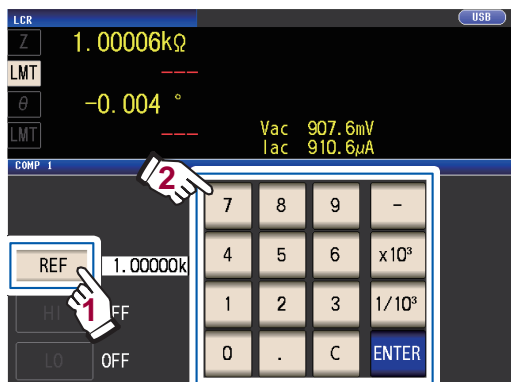 LCR USB
Z 1.00006kΩ
LMT ---
θ -0.004 °
LMT ---
Vac 907.6mV
Iac 910.6μA
COMP 1
2
7 8 9 -
REF 1.00000k 4 5 6 x10³
1
HI FF 1 2 3 1/10³
LO OFF 0 . C ENTER